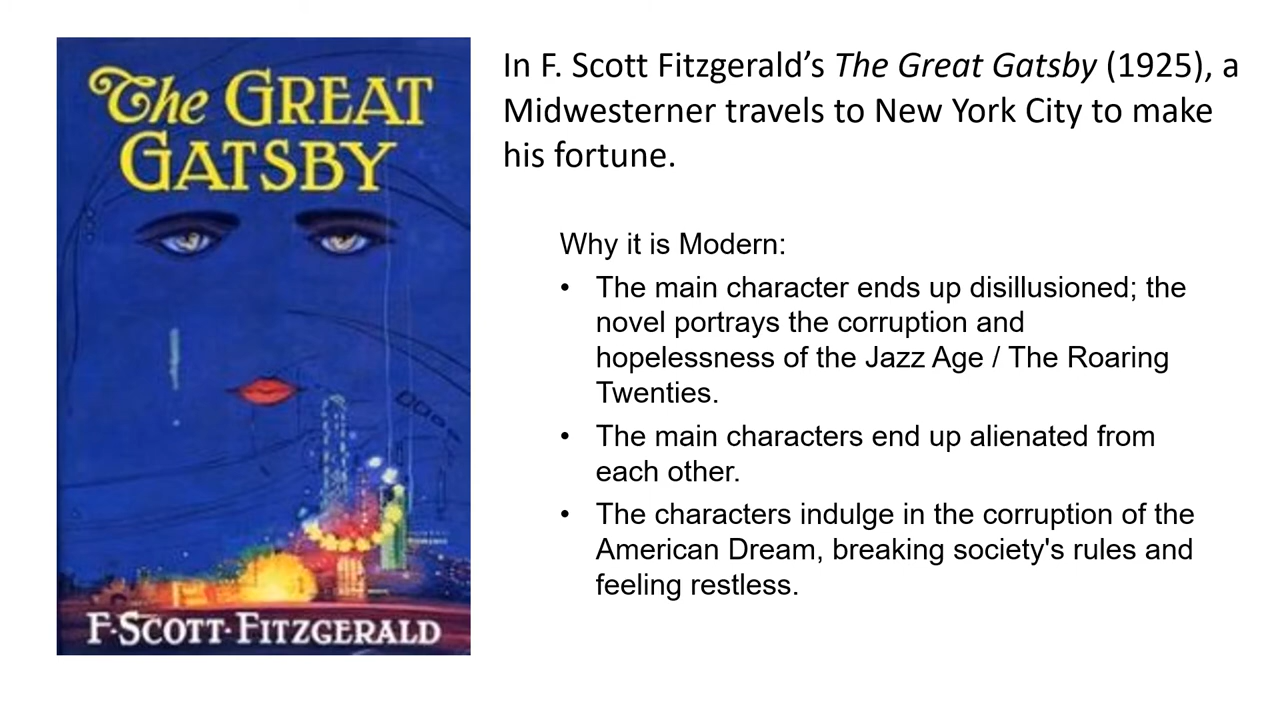 The GREAT
GATSBY
F·SCOTT·FITZGERALD
In F. Scott Fitzgerald’s The Great Gatsby (1925), a
Midwesterner travels to New York City to make
his fortune.
Why it is Modern:
• The main character ends up disillusioned; the
novel portrays the corruption and
hopelessness of the Jazz Age / The Roaring
Twenties.
• The main characters end up alienated from
each other.
• The characters indulge in the corruption of the
American Dream, breaking society's rules and
feeling restless.